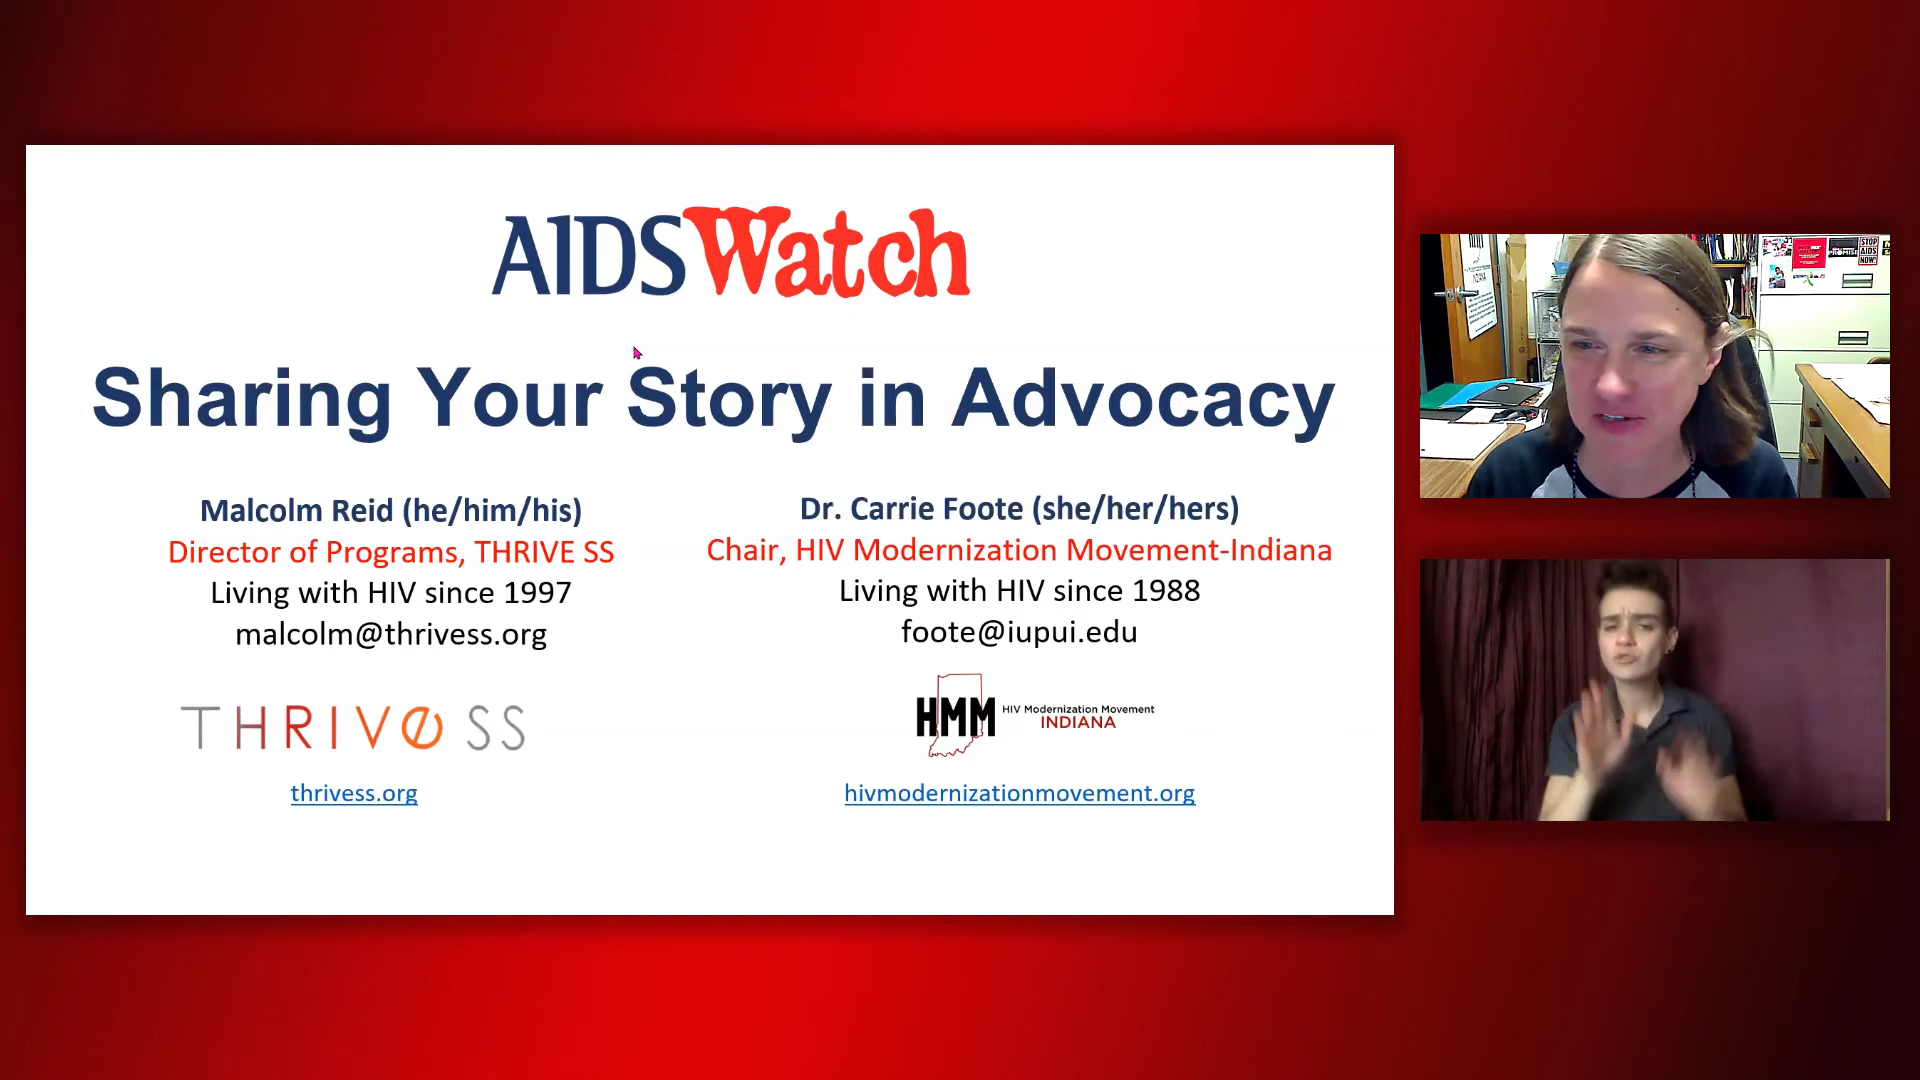 AIDSWatch
Sharing Your Story in Advocacy
Malcolm Reid (he/him/his)
Director of Programs, THRIVE SS
Living with HIV since 1997
malcolm@thrivess.org
THRIVE SS
thrivess.org
Dr. Carrie Foote (she/her/hers)
Chair, HIV Modernization Movement-Indiana
Living with HIV since 1988
foote@iupui.edu
HMM HIV Modernization Movement
INDIANA
hivmodernizationmovement.org
STOP
AIDS
NOW!